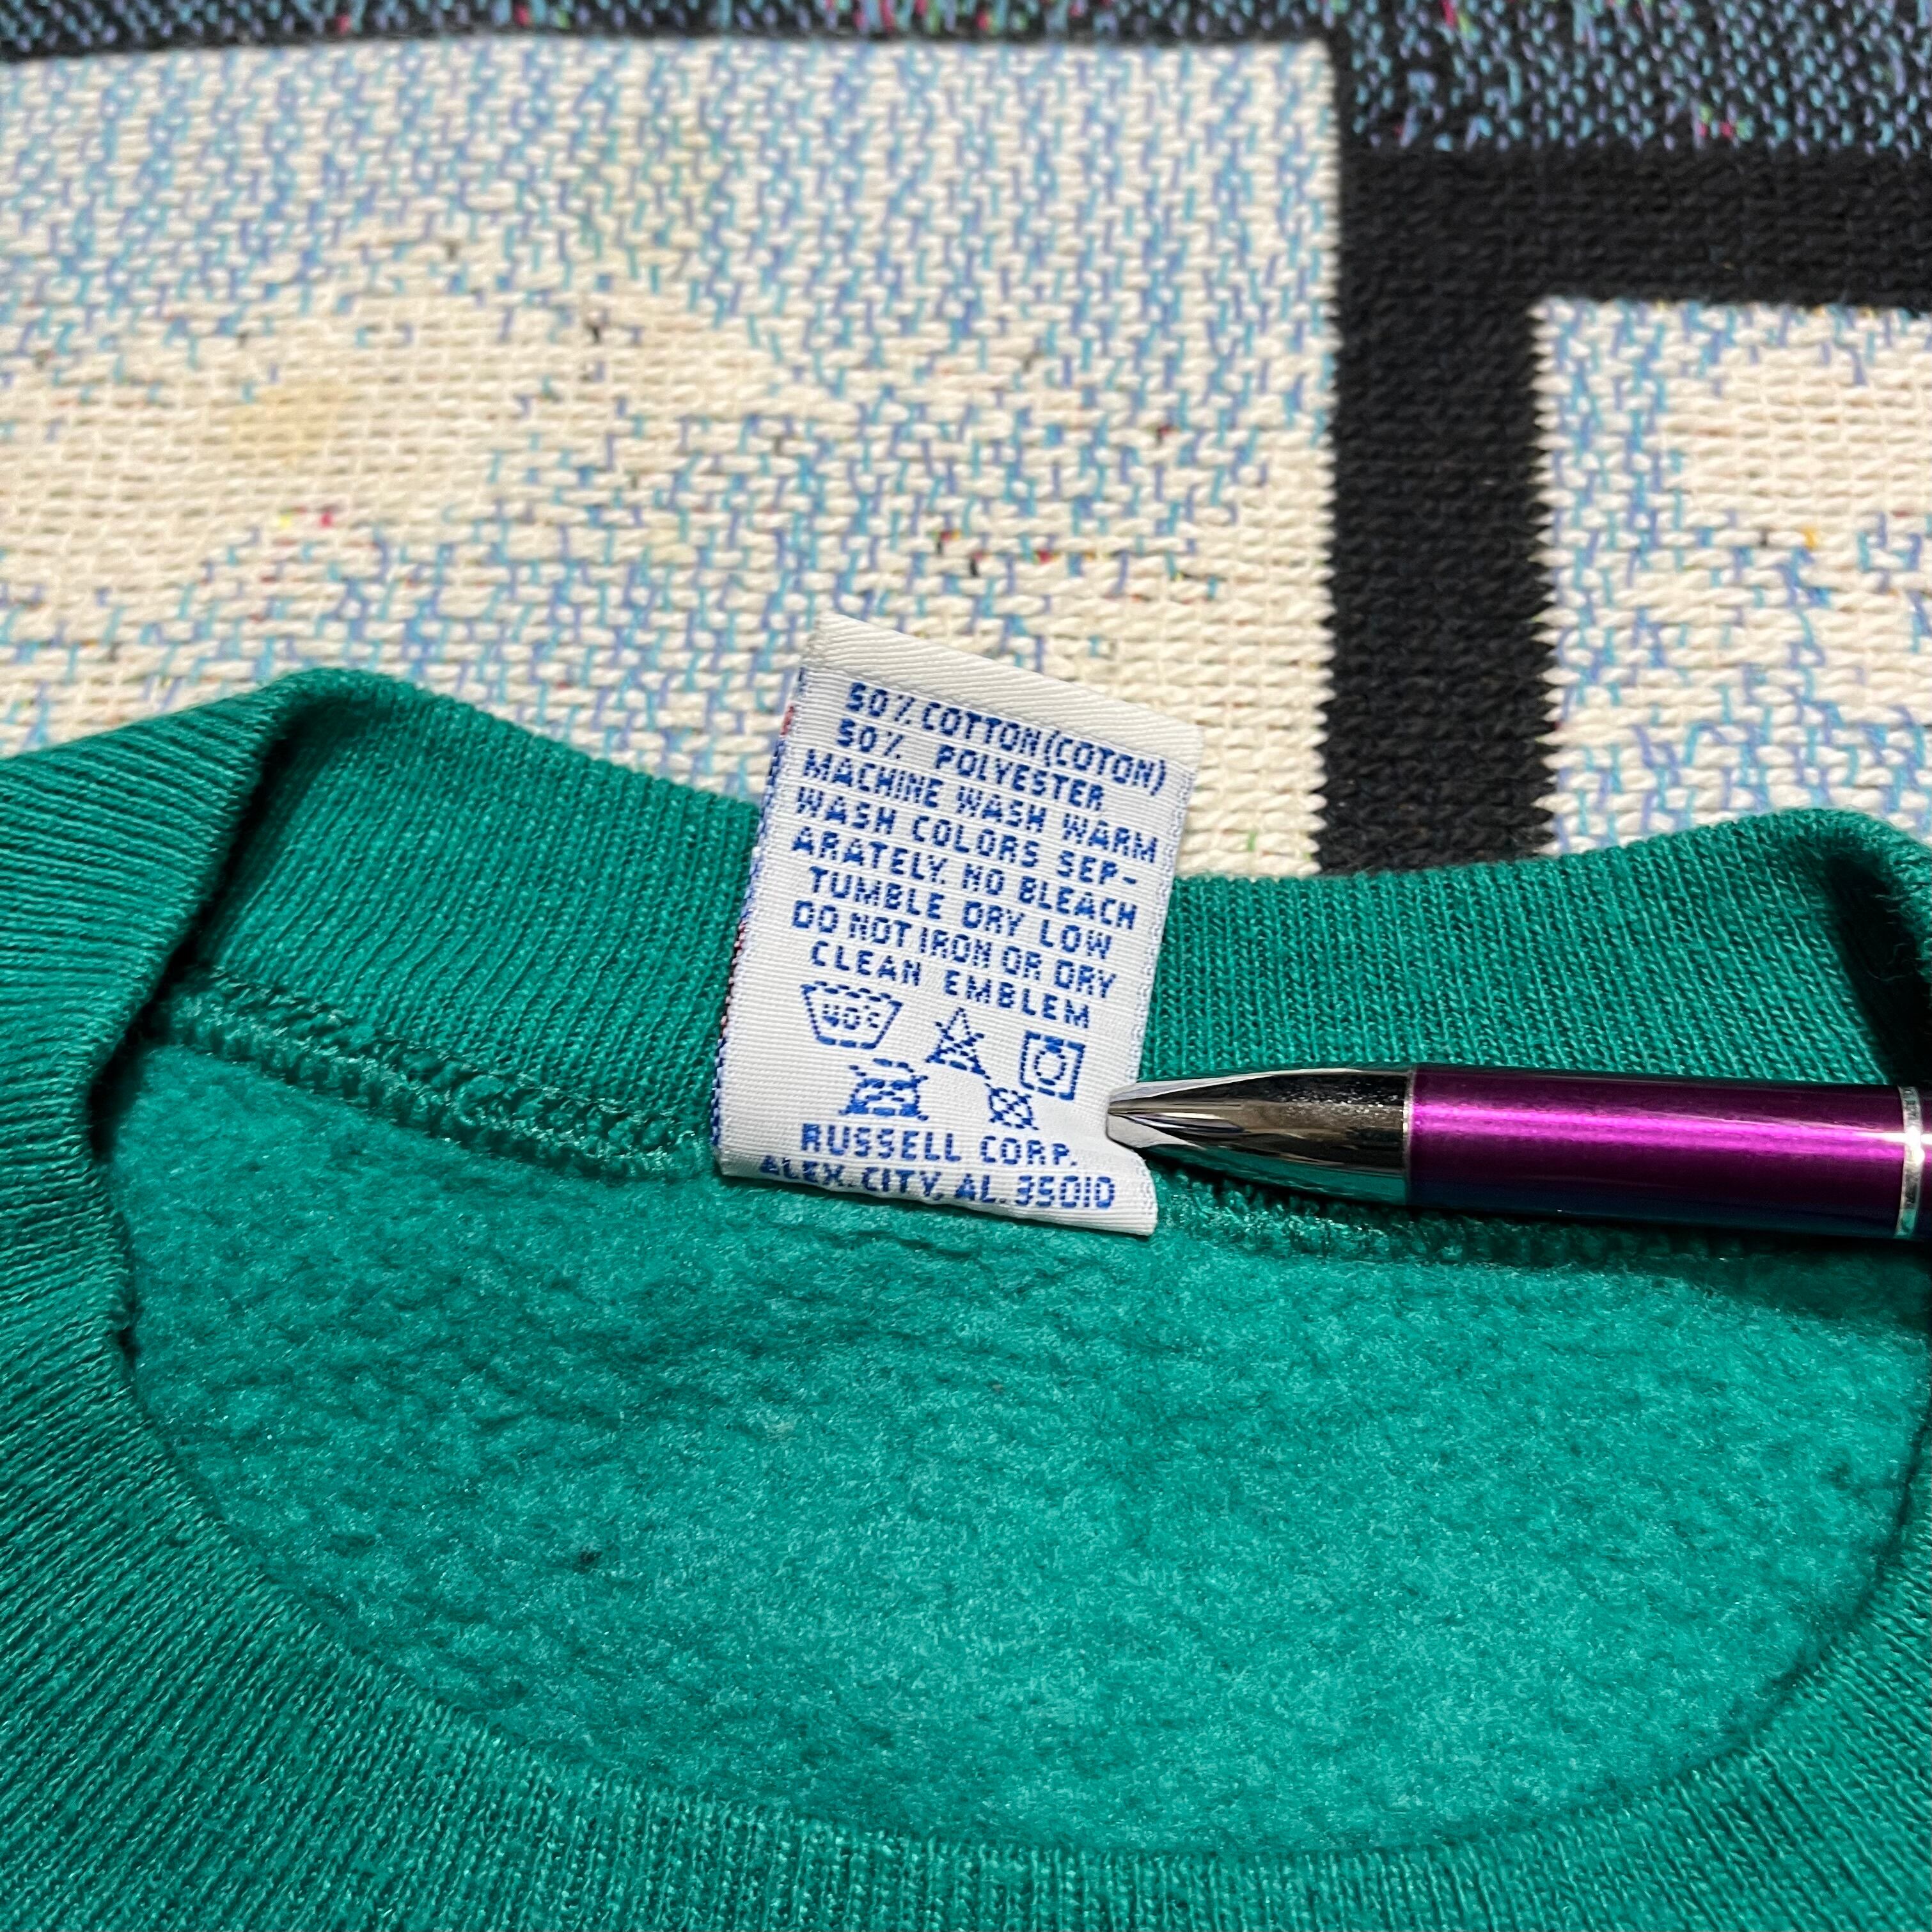 50% COTTON(COTON)
50% POLYESTER
MACHINE WASH WARM
WASH COLORS SEP-
ARATELY. NO BLEACH
TUMBLE DRY LOW
DO NOT IRON OR DRY
CLEAN EMBLEM
40°C
RUSSELL CORP.
ALEX. CITY, AL. 35010